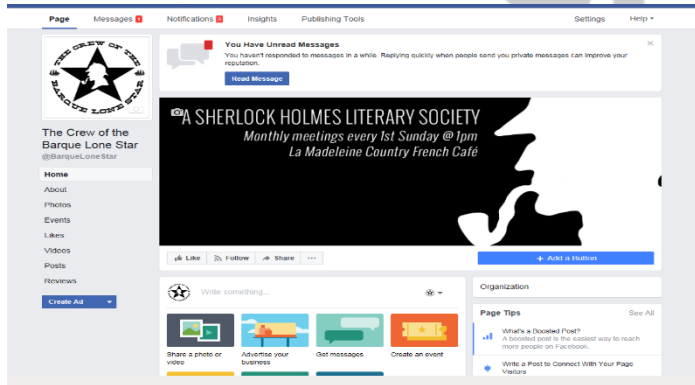 Page Messages Notifications Insights Publishing Tools Settings Help
THE CREW OF THE
BARQUE LONE STAR
You Have Unread Messages
You haven't responded to messages in a while. Replying quickly when people send you private messages can improve your
reputation.
Read Message
A SHERLOCK HOLMES LITERARY SOCIETY
Monthly meetings every 1st Sunday @ 1pm
La Madeleine Country French Café
The Crew of the
Barque Lone Star
@BarqueLoneStar
Home
About
Photos
Events
Likes
Videos
Posts
Reviews
Create Ad
Like Follow Share ...
+ Add a Button
Write something...
Share a photo or
video
Advertise your
business
Get messages
Create an event
Organization
Page Tips See All
What's a Boosted Post?
A boosted post is the easiest way to reach
more people on Facebook.
Write a Post to Connect With Your Page
Visitors